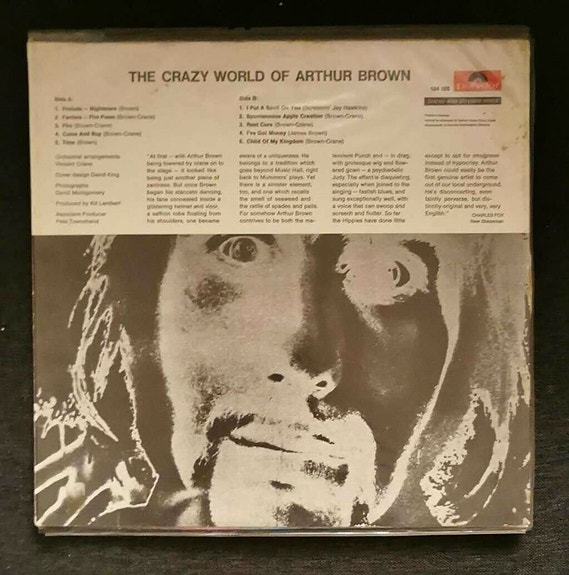 THE CRAZY WORLD OF ARTHUR BROWN
Polydor
184 105
Side A:
1. Prelude — Nightmare (Brown)
2. Fanfare — Fire Poem (Brown-Crane)
3. Fire (Brown-Crane)
4. Come And Buy (Brown-Crane)
5. Time (Brown)
Side B:
1. I Put A Spell On You (Screamin' Jay Hawkins)
2. Spontaneous Apple Creation (Brown-Crane)
3. Rest Cure (Brown-Crane)
4. I've Got Money (James Brown)
6. Child Of My Kingdom (Brown-Crane)
Orchestral arrangements
Vincent Crane
Cover design David King
Photographs
David Montgomery
Produced by Kit Lambert
Associate Producer
Pete Townshend
"At first — with Arthur Brown
being lowered by crane on to
the stage — it looked like
being just another piece of
zaniness. But once Brown
began his staccato dancing,
his face concealed inside a
glittering helmet and visor,
a saffron robe floating from
his shoulders, one became
aware of a uniqueness. He
belongs to a tradition which
goes beyond Music Hall, right
back to Mummers' plays. Yet
there is a sinister element,
too, and one which recalls
the smell of seaweed and
the rattle of spades and pails.
For somehow Arthur Brown
contrives to be both the ma-
levolent Punch and — in drag,
with grotesque wig and flow-
ered gown — a psychedelic
Judy. The effect is disquieting,
especially when joined to the
singing — fastish blues, and
sung exceptionally well, with
a voice that can swoop and
screech and flutter. So far
the Hippies have done little
except to out for smugness
instead of hypocrisy. Arthur
Brown could easily be the
first genuine artist to come
out of our local underground.
He's disconcerting, even
faintly perverse, but dis-
tinctly original and very, very
English."
CHARLES FOX
New Statesman